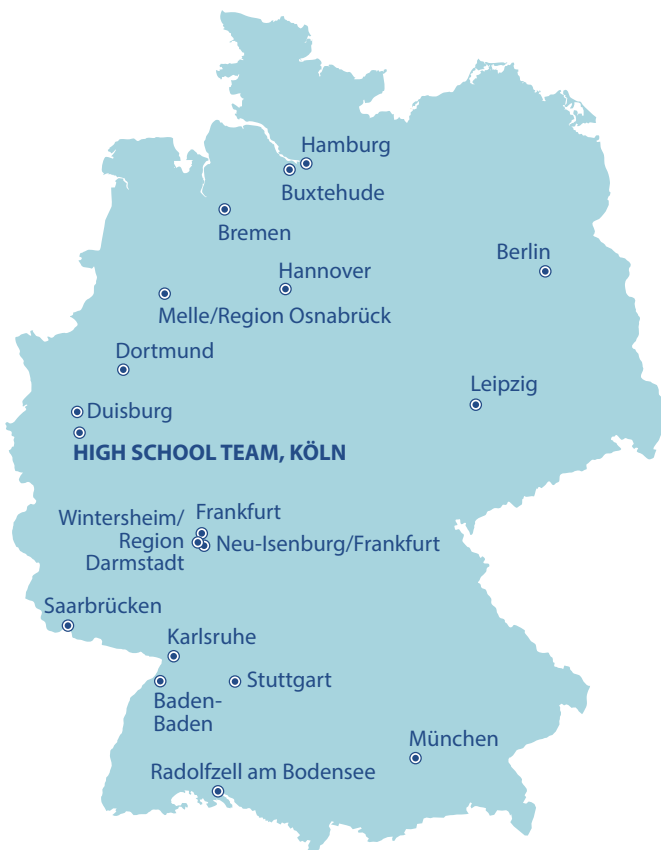 Hamburg
Buxtehude
Bremen
Berlin
Hannover
Melle/Region Osnabrück
Dortmund
Leipzig
Duisburg
HIGH SCHOOL TEAM, KÖLN
Frankfurt
Wintersheim/
Region
Darmstadt
Neu-Isenburg/Frankfurt
Saarbrücken
Karlsruhe
Stuttgart
Baden-
Baden
München
Radolfzell am Bodensee